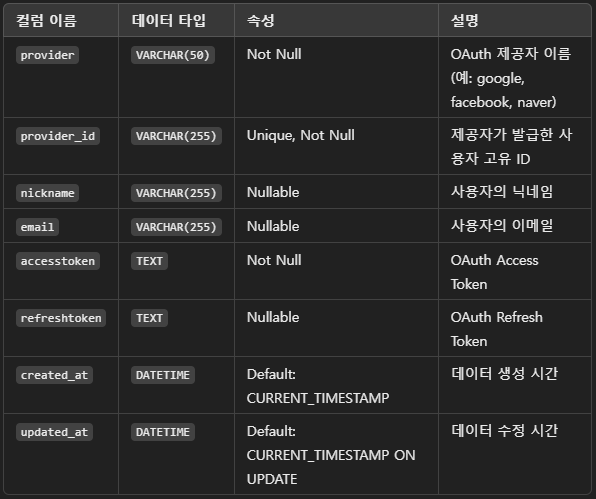 컬럼 이름 데이터 타입 속성 설명
provider VARCHAR(50) Not Null OAuth 제공자 이름
(예: google,
facebook, naver)
provider_id VARCHAR(255) Unique, Not Null 제공자가 발급한 사
용자 고유 ID
nickname VARCHAR(255) Nullable 사용자의 닉네임
email VARCHAR(255) Nullable 사용자의 이메일
accesstoken TEXT Not Null OAuth Access
Token
refreshtoken TEXT Nullable OAuth Refresh
Token
created_at DATETIME Default: 데이터 생성 시간
CURRENT_TIMESTAMP
updated_at DATETIME Default: 데이터 수정 시간
CURRENT_TIMESTAMP ON
UPDATE